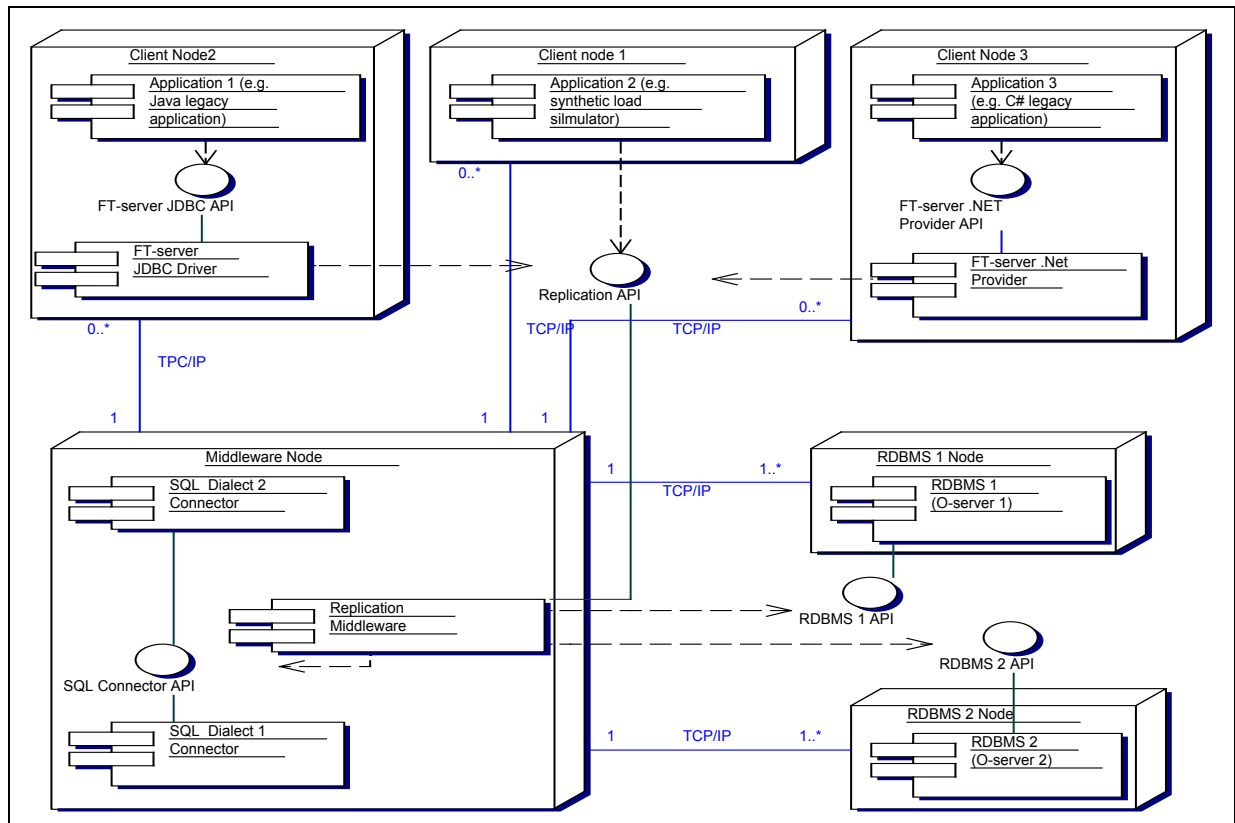 Client Node2
Application 1 (e.g.
Java legacy
application)
FT-server JDBC API
FT-server
JDBC Driver
Client node 1
Application 2 (e.g.
synthetic load
silmulator)
Client Node 3
Application 3
(e.g. C# legacy
application)
FT-server .NET
Provider API
FT-server .Net
Provider
Replication API
0..*
0..*
0..*
TPC/IP
TCP/IP
TCP/IP
1
1
1
Middleware Node
SQL Dialect 2
Connector
Replication
Middleware
SQL Connector API
SQL Dialect 1
Connector
1
1..*
TCP/IP
RDBMS 1 Node
RDBMS 1
(O-server 1)
RDBMS 1 API
RDBMS 2 API
1
TCP/IP
1..*
RDBMS 2 Node
RDBMS 2
(O-server 2)